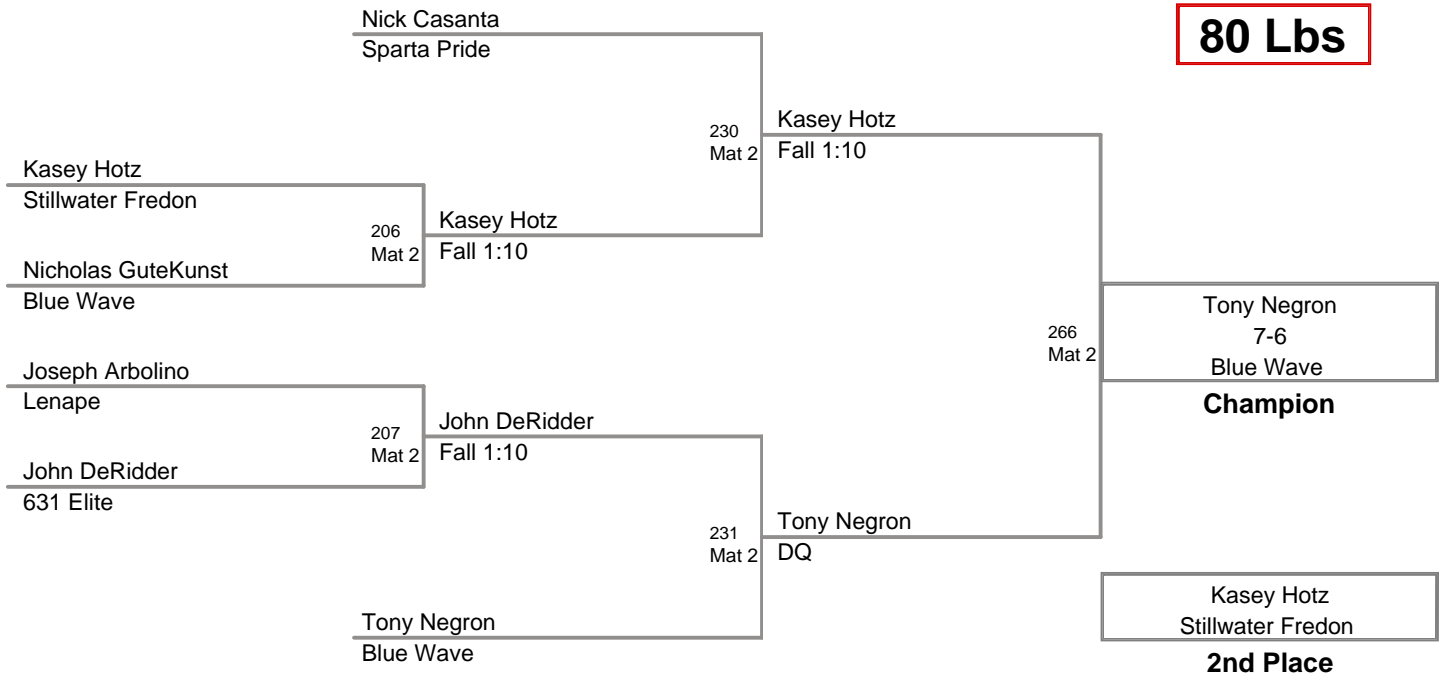 Nick Casanta
Sparta Pride
80 Lbs
230
Mat 2
Kasey Hotz
Fall 1:10
Kasey Hotz
Stillwater Fredon
206
Mat 2
Kasey Hotz
Fall 1:10
Nicholas GuteKunst
Blue Wave
266
Mat 2
Tony Negron
7-6
Blue Wave
Champion
Joseph Arbolino
Lenape
207
Mat 2
John DeRidder
Fall 1:10
John DeRidder
631 Elite
231
Mat 2
Tony Negron
DQ
Tony Negron
Blue Wave
Kasey Hotz
Stillwater Fredon
2nd Place